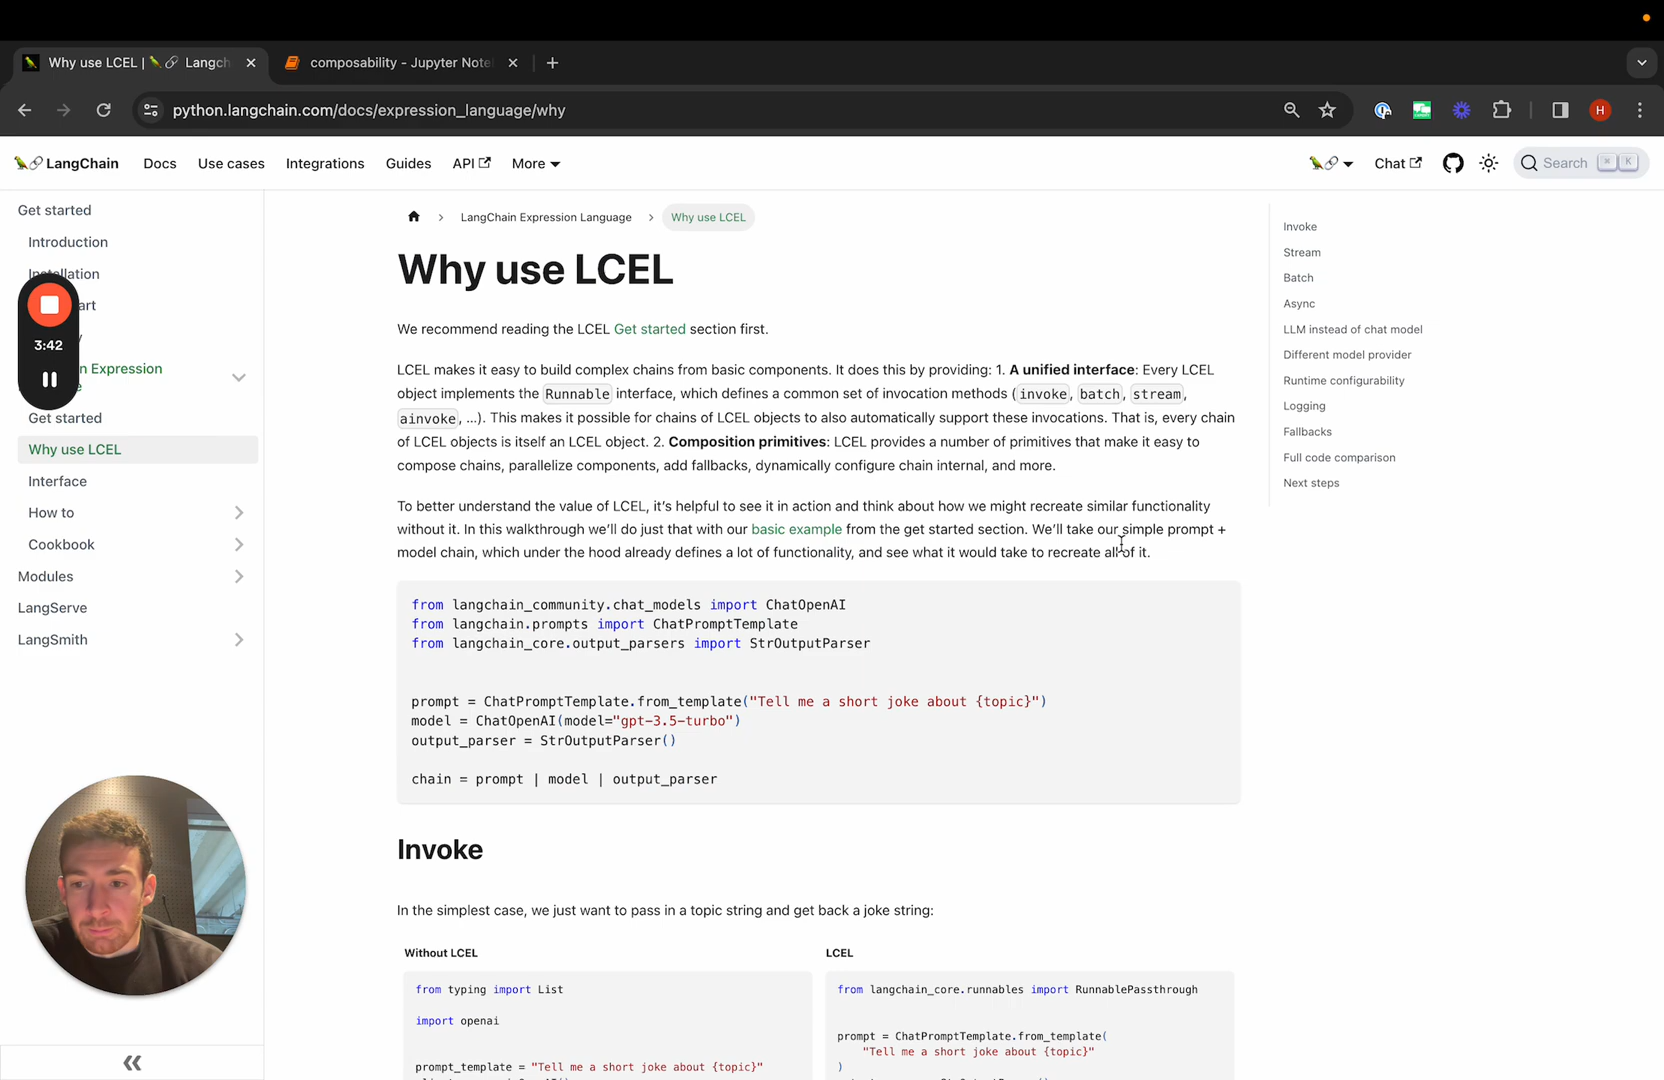 Why use LCEL | Langch
composability - Jupyter Note
python.langchain.com/docs/expression_language/why
H
LangChain
Docs
Use cases
Integrations
Guides
API
More
Chat
Search
K
Get started
Introduction
Installation
art
3:42
n Expression
Get started
Why use LCEL
Interface
How to
Cookbook
Modules
LangServe
LangSmith
LangChain Expression Language
Why use LCEL
Why use LCEL
We recommend reading the LCEL Get started section first.
LCEL makes it easy to build complex chains from basic components. It does this by providing: 1. A unified interface: Every LCEL
object implements the Runnable interface, which defines a common set of invocation methods (invoke, batch, stream,
ainvoke, ...). This makes it possible for chains of LCEL objects to also automatically support these invocations. That is, every chain
of LCEL objects is itself an LCEL object. 2. Composition primitives: LCEL provides a number of primitives that make it easy to
compose chains, parallelize components, add fallbacks, dynamically configure chain internal, and more.
To better understand the value of LCEL, it's helpful to see it in action and think about how we might recreate similar functionality
without it. In this walkthrough we'll do just that with our basic example from the get started section. We'll take our simple prompt +
model chain, which under the hood already defines a lot of functionality, and see what it would take to recreate all of it.
from langchain_community.chat_models import ChatOpenAI
from langchain.prompts import ChatPromptTemplate
from langchain_core.output_parsers import StrOutputParser
prompt = ChatPromptTemplate.from_template("Tell me a short joke about {topic}")
model = ChatOpenAI(model="gpt-3.5-turbo")
output_parser = StrOutputParser()
chain = prompt | model | output_parser
Invoke
In the simplest case, we just want to pass in a topic string and get back a joke string:
Without LCEL
from typing import List
import openai
prompt_template = "Tell me a short joke about {topic}"
LCEL
from langchain_core.runnables import RunnablePassthrough
prompt = ChatPromptTemplate.from_template(
"Tell me a short joke about {topic}"
)
Invoke
Stream
Batch
Async
LLM instead of chat model
Different model provider
Runtime configurability
Logging
Fallbacks
Full code comparison
Next steps